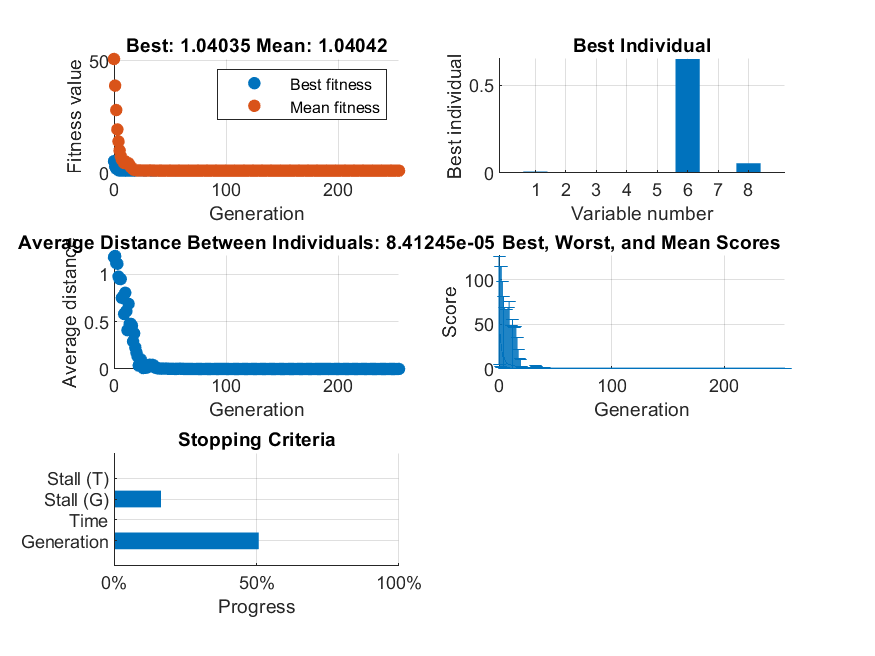 Best: 1.04035 Mean: 1.04042
Fitness value
50
0
0
100
200
Generation
Best fitness
Mean fitness
Best Individual
Best individual
0.5
0
1 2 3 4 5 6 7 8
Variable number
Average Distance Between Individuals: 8.41245e-05
Average distance
1
0.5
0
0
100
200
Generation
Best, Worst, and Mean Scores
Score
100
50
0
0
100
200
Generation
Stopping Criteria
Stall (T)
Stall (G)
Time
Generation
0%
50%
100%
Progress